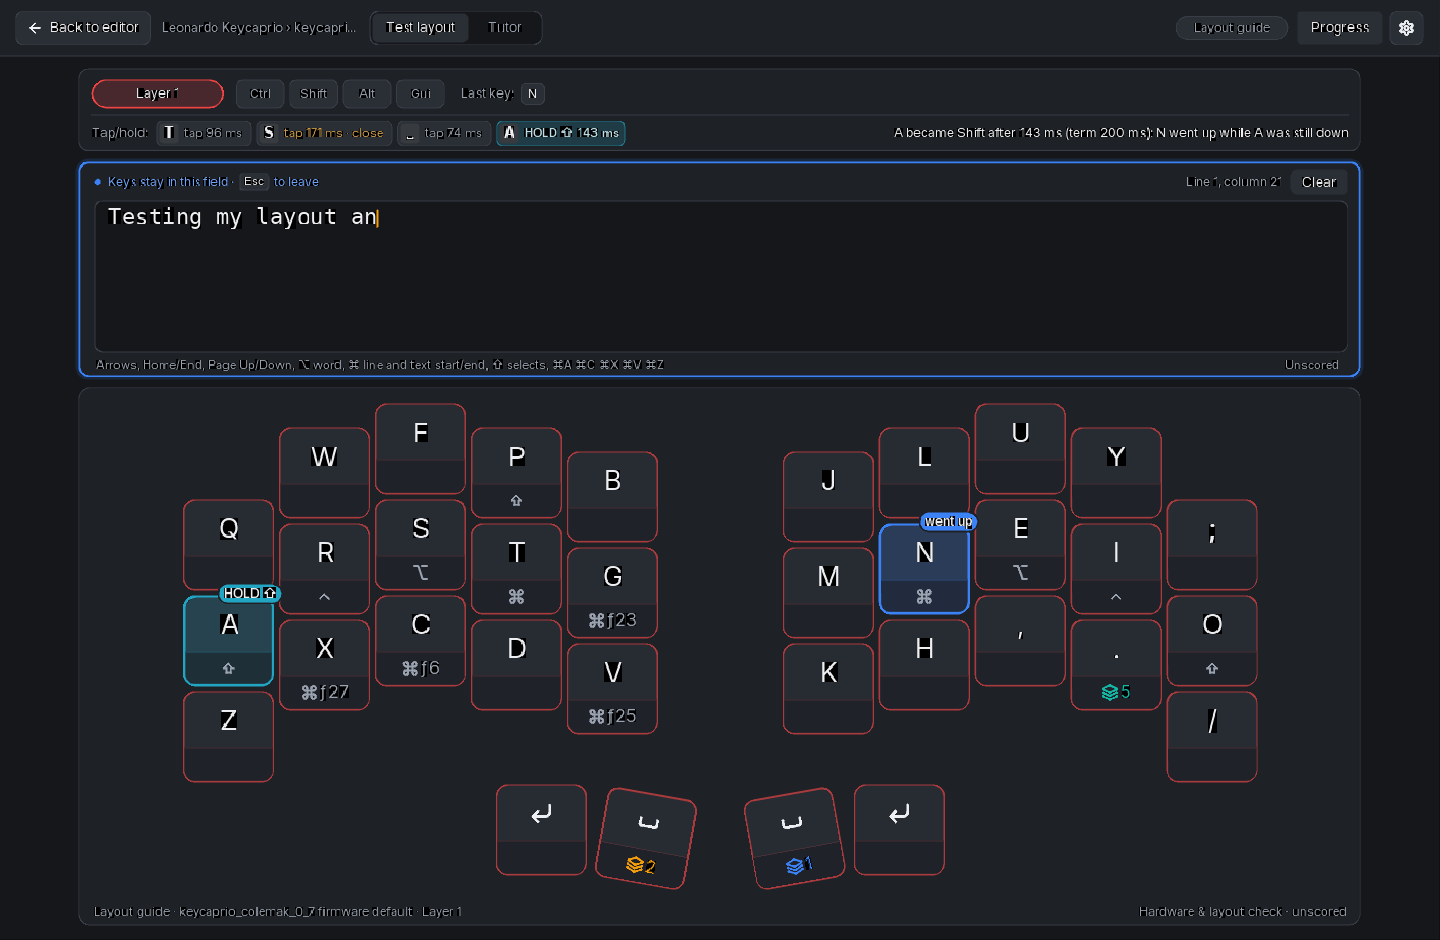 Back to editor Leonardo Keycaprio › keycapri... Test layout Tutor Layout guide Progress
Layer 1 Ctrl Shift Alt Gui Last key: N
Tap/hold: T tap 96 ms S tap 171 ms · close ⎵ tap 74 ms A HOLD ⇧ 143 ms A became Shift after 143 ms (term 200 ms): N went up while A was still down
Keys stay in this field · Esc to leave Line 1, column 21 Clear
Testing my layout an
Arrows, Home/End, Page Up/Down, ⌥ word, ⌘ line and text start/end, ⇧ selects, ⌘A ⌘C ⌘X ⌘V ⌘Z Unscored
F U
W P L Y
B J
⇧
Q S went up E ;
R T N I
⌥ G M ⌥
^ ⌘ ⌘ ^
HOLD ⇧
⌘ƒ23
A C , O
X D H .
⇧ ⌘ƒ6 V K ⇧
⌘ƒ27 5
⌘ƒ25
Z /
↵ ⎵ ⎵ ↵
2 1
Layout guide · keycaprio_colemak_0_7 firmware default · Layer 1 Hardware & layout check · unscored